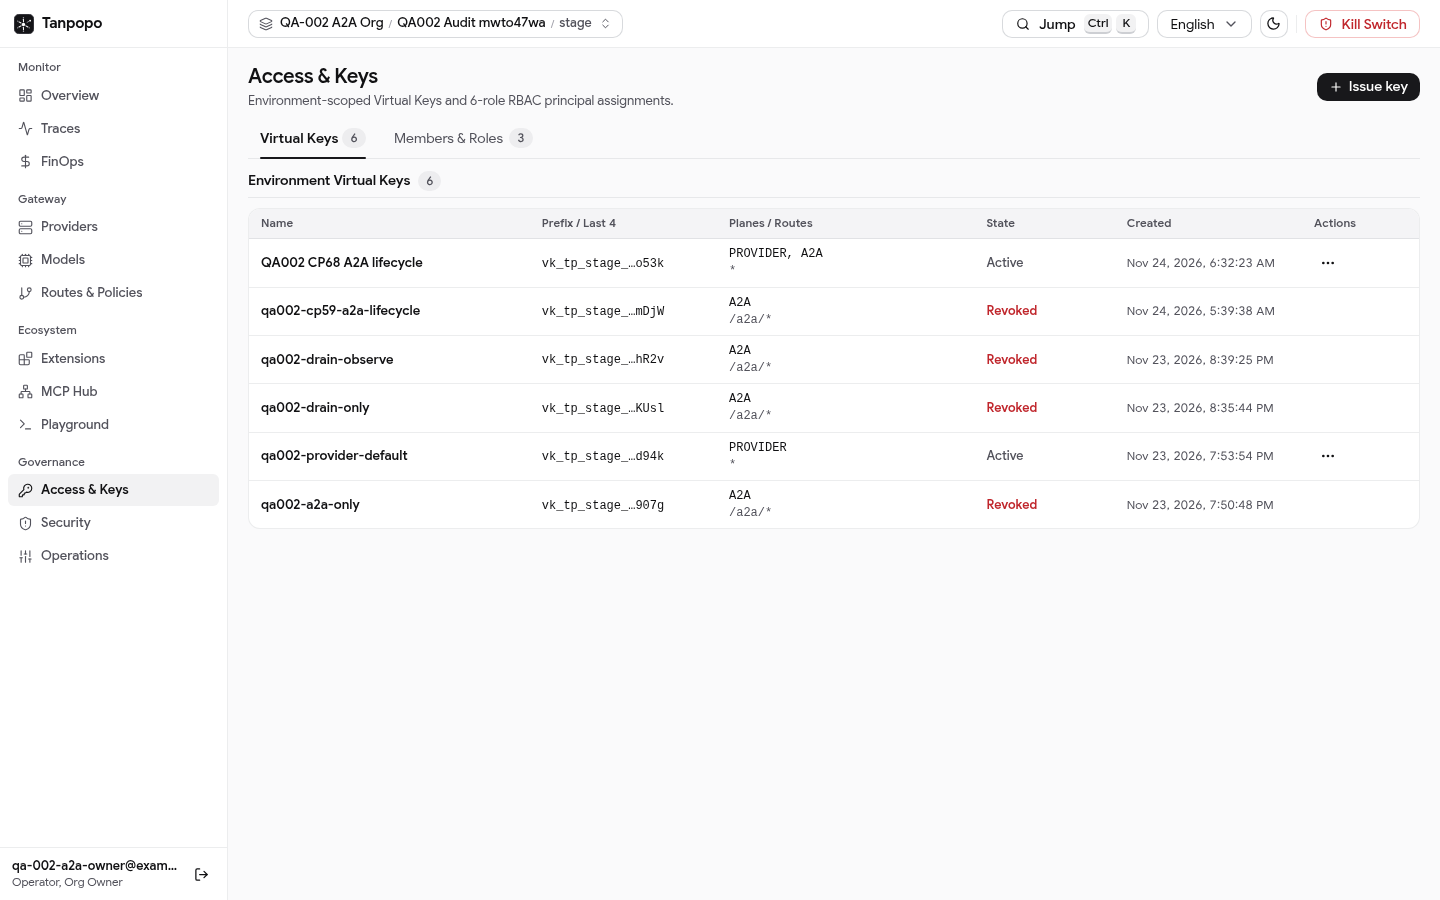 Tanpopo
QA-002 A2A Org / QA002 Audit mwto47wa / stage
Jump Ctrl K
English
Kill Switch
Monitor
Overview
Traces
FinOps
Gateway
Providers
Models
Routes & Policies
Ecosystem
Extensions
MCP Hub
Playground
Governance
Access & Keys
Security
Operations
qa-002-a2a-owner@exam...
Operator, Org Owner
Access & Keys
Environment-scoped Virtual Keys and 6-role RBAC principal assignments.
+ Issue key
Virtual Keys 6
Members & Roles 3
Environment Virtual Keys 6
Name Prefix / Last 4 Planes / Routes State Created Actions
QA002 CP68 A2A lifecycle vk_tp_stage_…o53k PROVIDER, A2A Active Nov 24, 2026, 6:32:23 AM ...
*
qa002-cp59-a2a-lifecycle vk_tp_stage_…mDjW A2A Revoked Nov 24, 2026, 5:39:38 AM
/a2a/*
qa002-drain-observe vk_tp_stage_…hR2v A2A Revoked Nov 23, 2026, 8:39:25 PM
/a2a/*
qa002-drain-only vk_tp_stage_…KUsl A2A Revoked Nov 23, 2026, 8:35:44 PM
/a2a/*
qa002-provider-default vk_tp_stage_…d94k PROVIDER Active Nov 23, 2026, 7:53:54 PM ...
*
qa002-a2a-only vk_tp_stage_…907g A2A Revoked Nov 23, 2026, 7:50:48 PM
/a2a/*